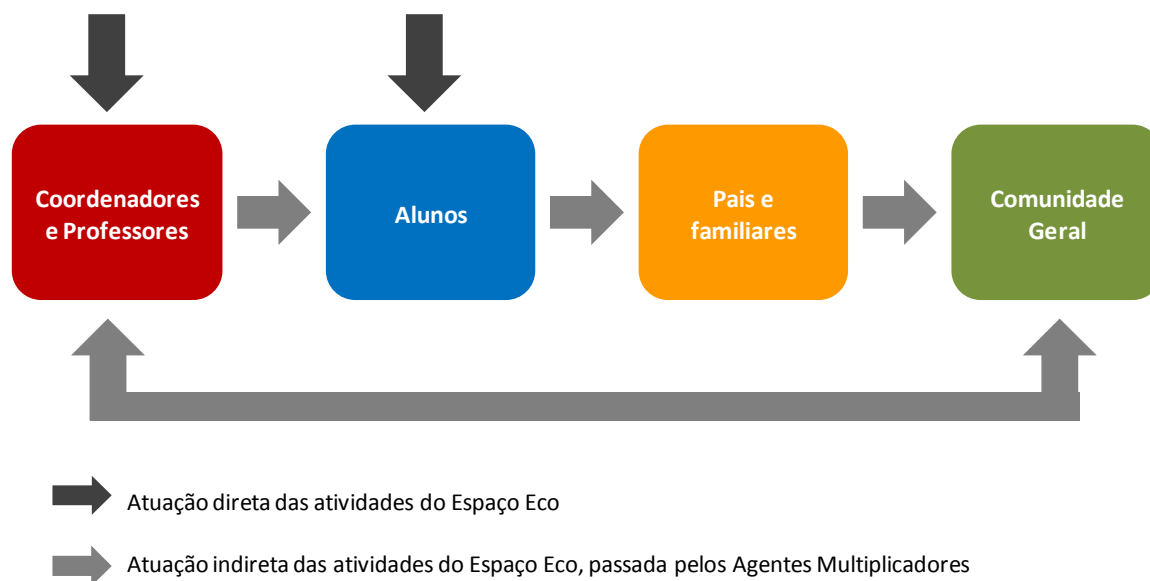 Coordenadores
e Professores
Alunos
Pais e
familiares
Comunidade
Geral
Atuação direta das atividades do Espaço Eco
Atuação indireta das atividades do Espaço Eco, passada pelos Agentes Multiplicadores